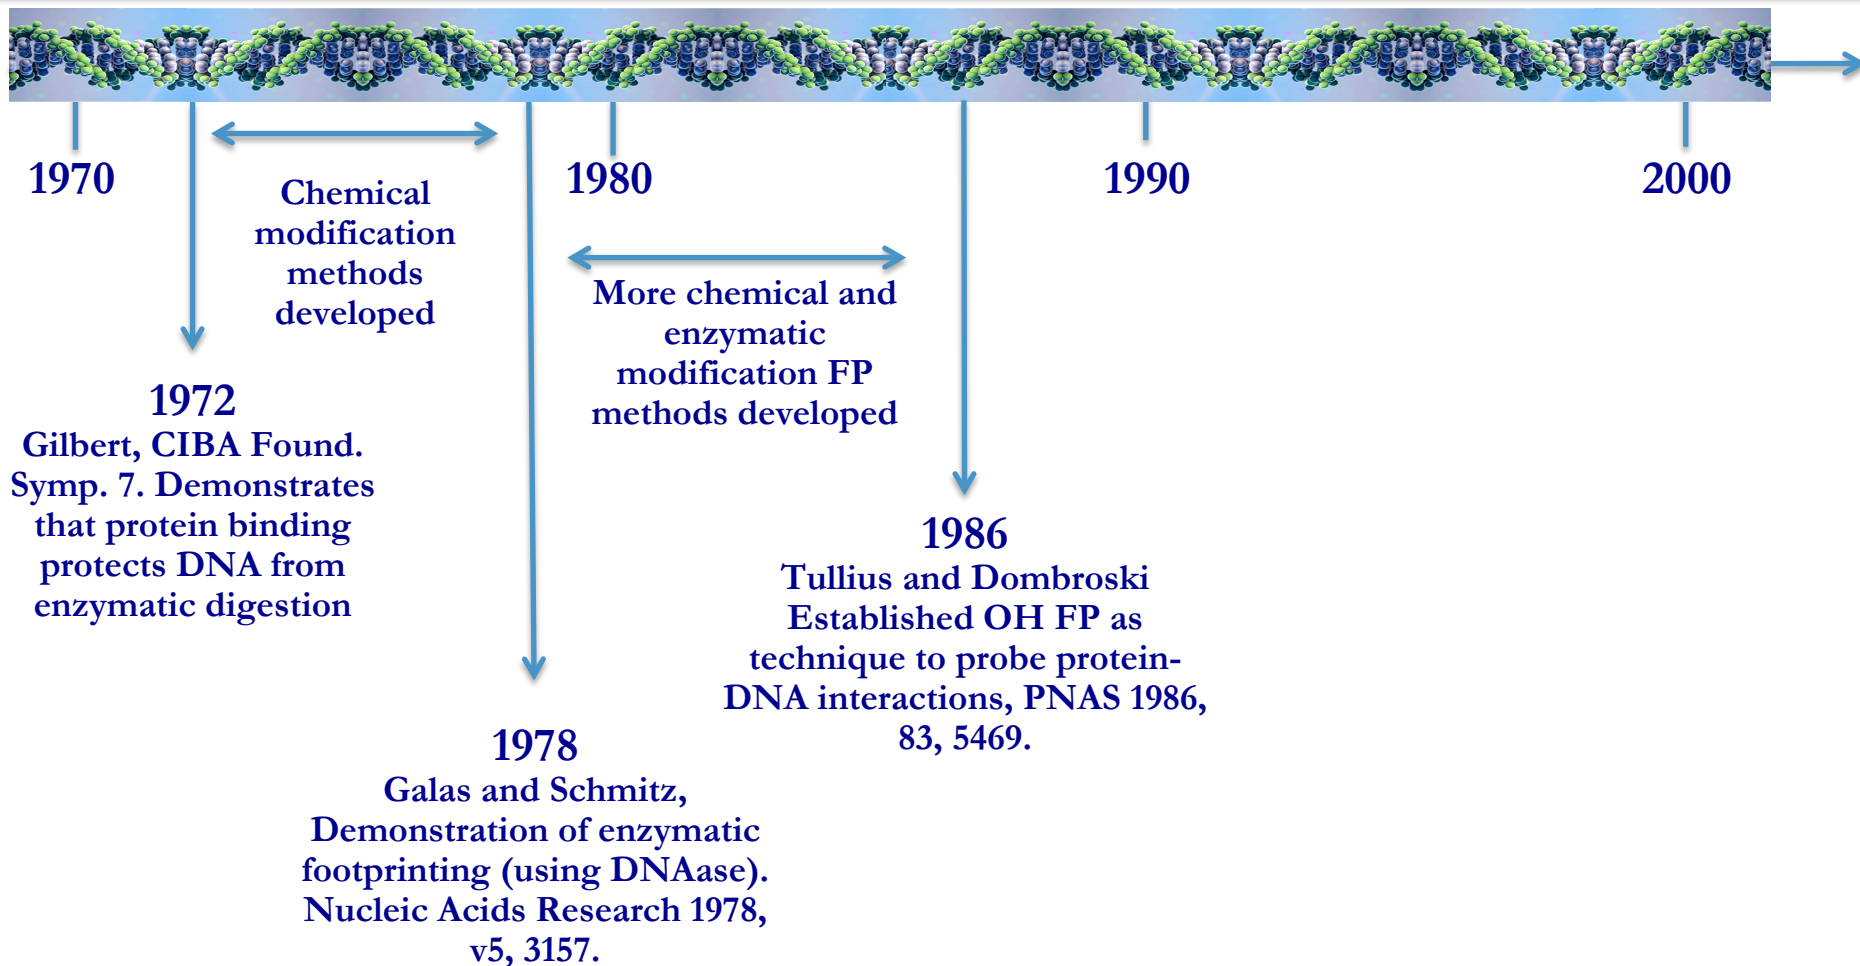 1970
1980
1990
2000
Chemical
modification
methods
developed
More chemical and
enzymatic
modification FP
methods developed
1972
Gilbert, CIBA Found.
Symp. 7. Demonstrates
that protein binding
protects DNA from
enzymatic digestion
1986
Tullius and Dombroski
Established OH FP as
technique to probe protein-
DNA interactions, PNAS 1986,
83, 5469.
1978
Galas and Schmitz,
Demonstration of enzymatic
footprinting (using DNAase).
Nucleic Acids Research 1978,
v5, 3157.